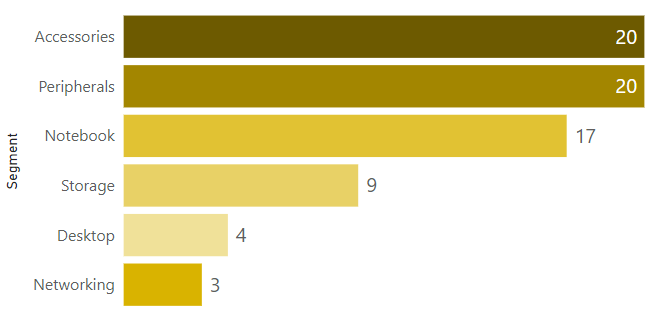 Segment
Accessories 20
Peripherals 20
Notebook 17
Storage 9
Desktop 4
Networking 3